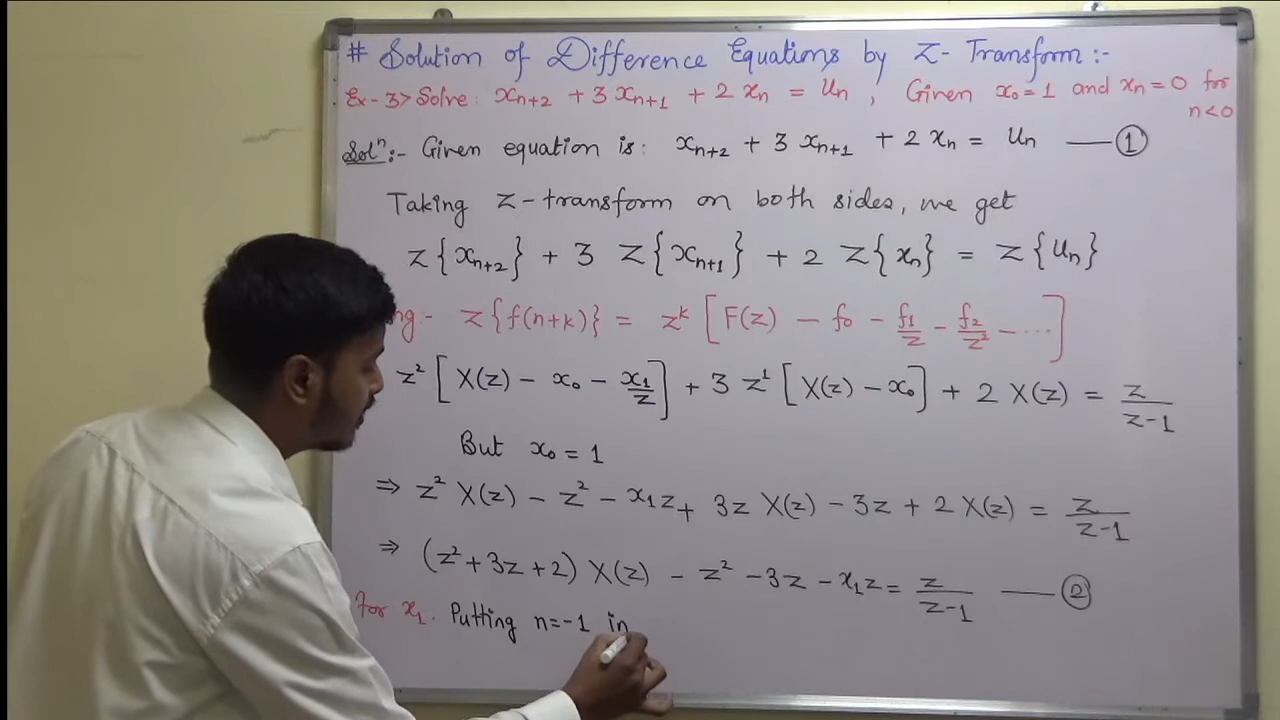 # Solution of Difference Equations by Z-Transform:-
Ex-3> Solve: xₙ₊₂ + 3 xₙ₊₁ + 2 xₙ = uₙ , Given x₀ = 1 and xₙ = 0 for n<0
Solⁿ:- Given equation is: xₙ₊₂ + 3 xₙ₊₁ + 2 xₙ = uₙ —— ①
Taking Z-transform on both sides, we get
Z{xₙ₊₂} + 3 Z{xₙ₊₁} + 2 Z{xₙ} = Z{uₙ}
Z{f(n+k)} = zᵏ [F(z) - f₀ - f₁/z - f₂/z² - ...]
z² [X(z) - x₀ - x₁/z] + 3 z¹ [X(z) - x₀] + 2 X(z) = z/(z-1)
But x₀ = 1
⇒ z² X(z) - z² - x₁z + 3z X(z) - 3z + 2 X(z) = z/(z-1)
⇒ (z² + 3z + 2) X(z) - z² - 3z - x₁z = z/(z-1) —— ②
For x₁. Putting n=-1 in